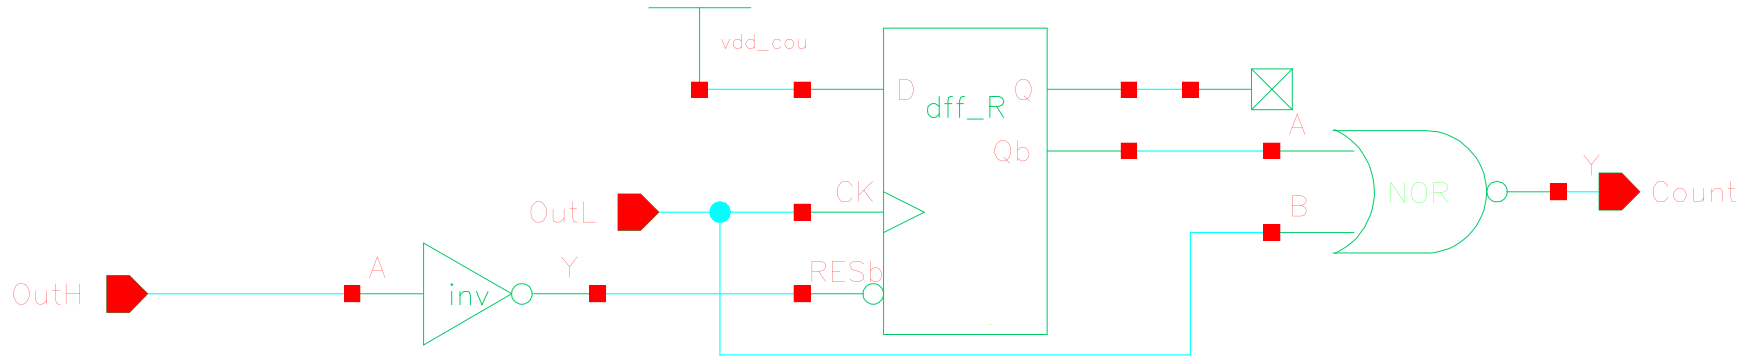 vdd_cou
D
Q
dff_R
A
Qb
Y
CK
NOR
Count
OutL
B
A
Y
RESb
OutH
inv